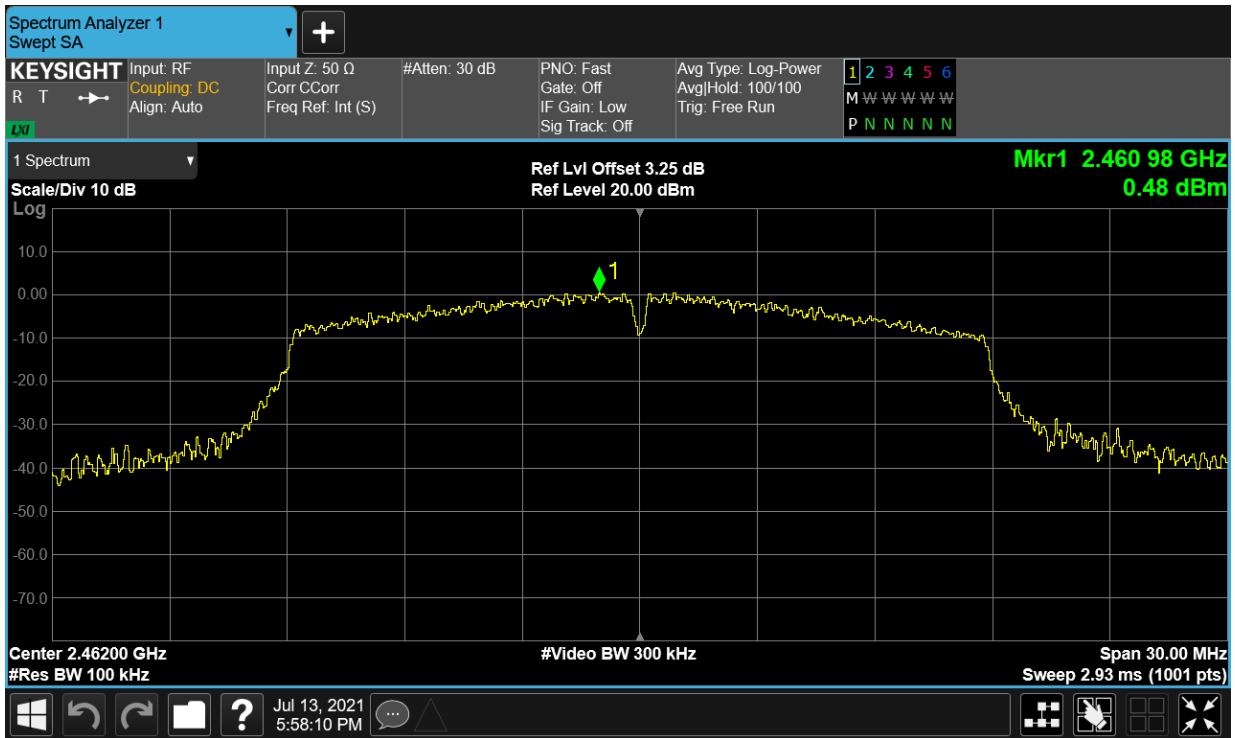 Spectrum Analyzer 1
Swept SA
KEYSIGHT
R T
LXI
Input: RF
Coupling: DC
Align: Auto
Input Z: 50 Ω
Corr CCorr
Freq Ref: Int (S)
#Atten: 30 dB
PNO: Fast
Gate: Off
IF Gain: Low
Sig Track: Off
Avg Type: Log-Power
Avg|Hold: 100/100
Trig: Free Run
1 2 3 4 5 6
M W W W W W
P N N N N N
1 Spectrum
Scale/Div 10 dB
Log
Ref Lvl Offset 3.25 dB
Ref Level 20.00 dBm
Mkr1 2.460 98 GHz
0.48 dBm
10.0
0.00
-10.0
-20.0
-30.0
-40.0
-50.0
-60.0
-70.0
1
Center 2.46200 GHz
#Res BW 100 kHz
#Video BW 300 kHz
Span 30.00 MHz
Sweep 2.93 ms (1001 pts)
?
Jul 13, 2021
5:58:10 PM